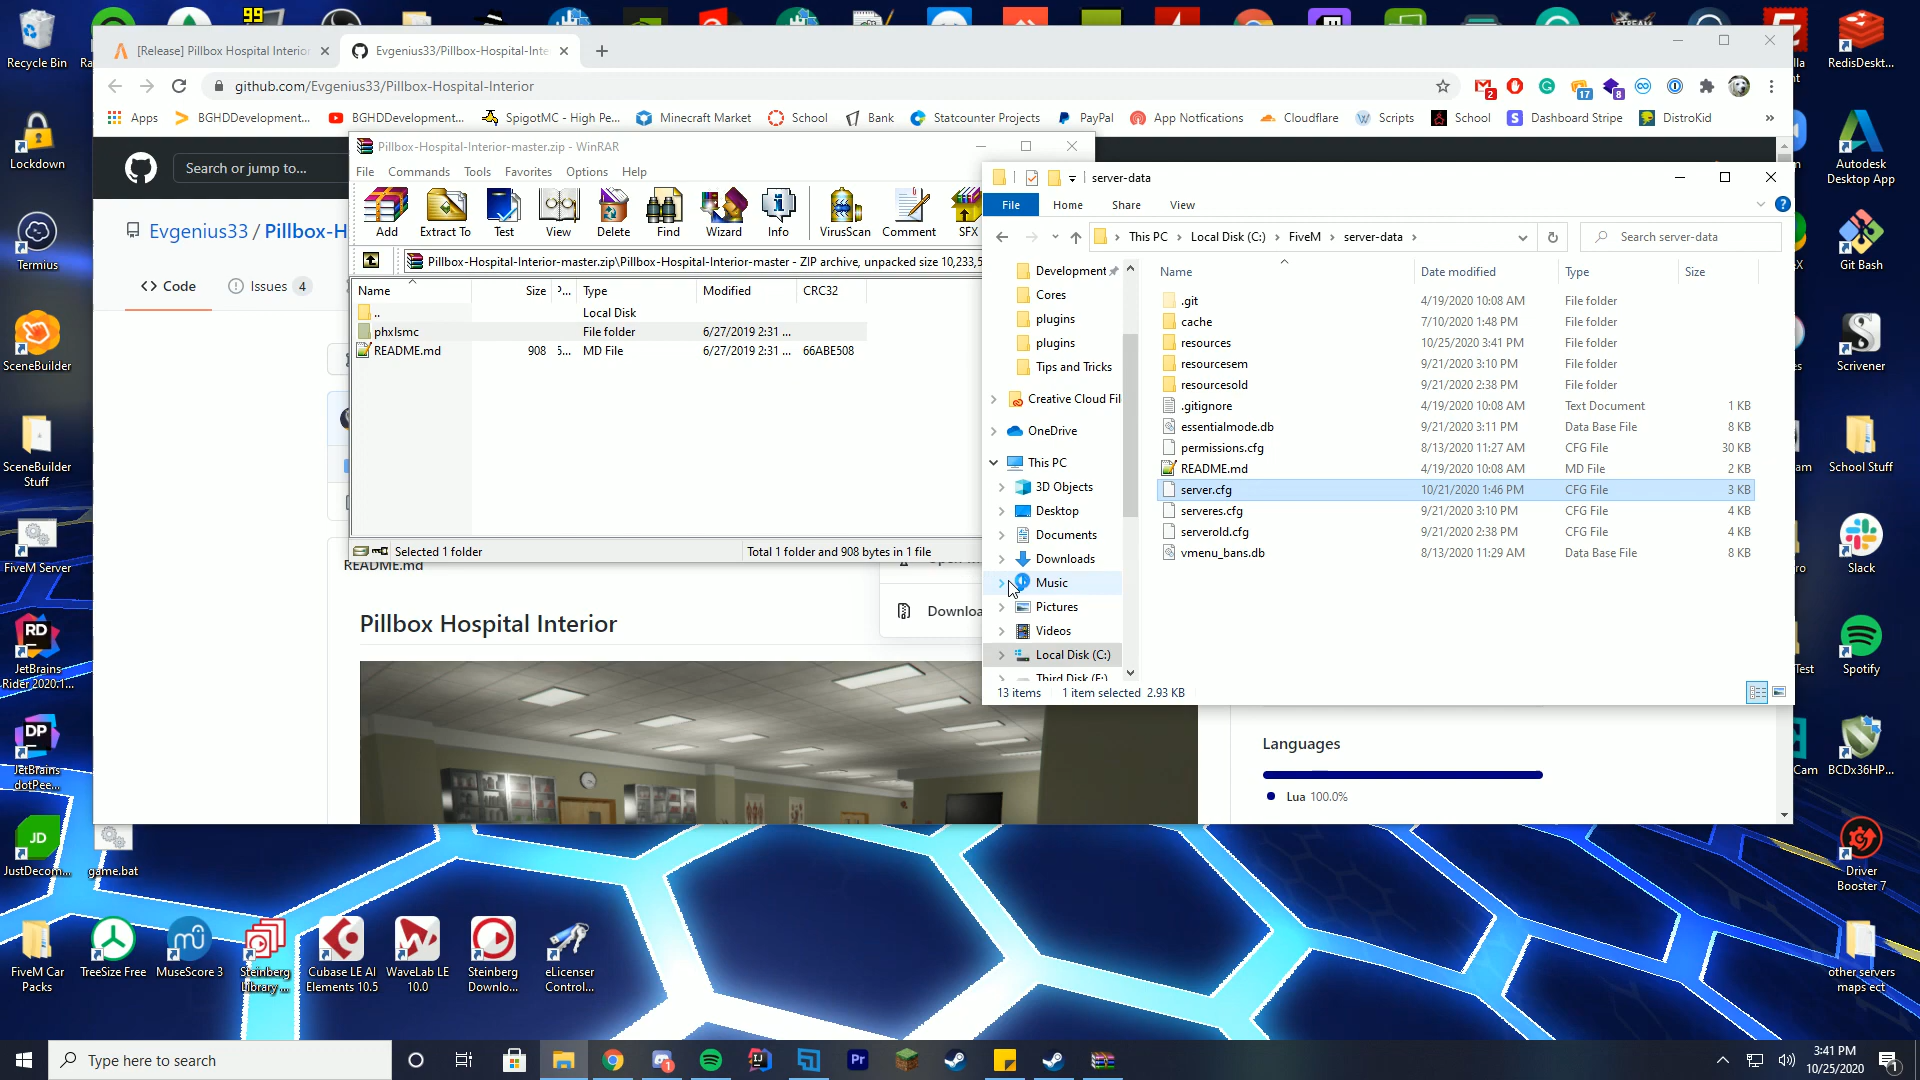 Recycle Bin
Lockdown
Termius
SceneBuilder
SceneBuilder
Stuff
FiveM Server
JetBrains
Rider 2020.1...
JetBrains
dotPee...
JustDecom...
game.bat
FiveM Car
Packs
TreeSize Free
MuseScore 3
Steinberg
Library ...
Cubase LE AI
Elements 10.5
WaveLab LE
10.0
Steinberg
Downlo...
eLicenser
Control...
99
[Release] Pillbox Hospital Interior
Evgenius33/Pillbox-Hospital-Inte
github.com/Evgenius33/Pillbox-Hospital-Interior
2
17
8
Apps
BGHDDevelopment...
BGHDDevelopment...
SpigotMC - High Pe...
Minecraft Market
School
Bank
Statcounter Projects
PayPal
App Notifications
Cloudflare
Scripts
School
Dashboard Stripe
DistroKid
»
Search or jump to...
Evgenius33 / Pillbox-H
Code
Issues 4
README.md
Pillbox Hospital Interior
Downloa
Languages
Lua 100.0%
Pillbox-Hospital-Interior-master.zip - WinRAR
File Commands Tools Favorites Options Help
Add
Extract To
Test
View
Delete
Find
Wizard
Info
VirusScan
Comment
SFX
Pillbox-Hospital-Interior-master.zip\Pillbox-Hospital-Interior-master - ZIP archive, unpacked size 10,233,5
Name Size P... Type Modified CRC32
.. Local Disk
phxlsmc File folder 6/27/2019 2:31 ...
README.md 908 5... MD File 6/27/2019 2:31 ... 66ABE508
Selected 1 folder
Total 1 folder and 908 bytes in 1 file
server-data
File Home Share View
This PC > Local Disk (C:) > FiveM > server-data >
Search server-data
Development
Cores
plugins
plugins
Tips and Tricks
Creative Cloud Fil
OneDrive
This PC
3D Objects
Desktop
Documents
Downloads
Music
Pictures
Videos
Local Disk (C:)
Third Disk (F:)
Name Date modified Type Size
.git 4/19/2020 10:08 AM File folder
cache 7/10/2020 1:48 PM File folder
resources 10/25/2020 3:41 PM File folder
resourcesem 9/21/2020 3:10 PM File folder
resourcesold 9/21/2020 2:38 PM File folder
.gitignore 4/19/2020 10:08 AM Text Document 1 KB
essentialmode.db 9/21/2020 3:11 PM Data Base File 8 KB
permissions.cfg 8/13/2020 11:27 AM CFG File 30 KB
README.md 4/19/2020 10:08 AM MD File 2 KB
server.cfg 10/21/2020 1:46 PM CFG File 3 KB
serveres.cfg 9/21/2020 3:10 PM CFG File 4 KB
serverold.cfg 9/21/2020 2:38 PM CFG File 4 KB
vmenu_bans.db 8/13/2020 11:29 AM Data Base File 8 KB
13 items
1 item selected 2.93 KB
RedisDeskt...
Autodesk
Desktop App
Git Bash
Scrivener
School Stuff
Slack
Spotify
BCDx36HP...
Driver
Booster 7
other servers
maps ect
Test
Cam
Type here to search
3:41 PM
10/25/2020
1